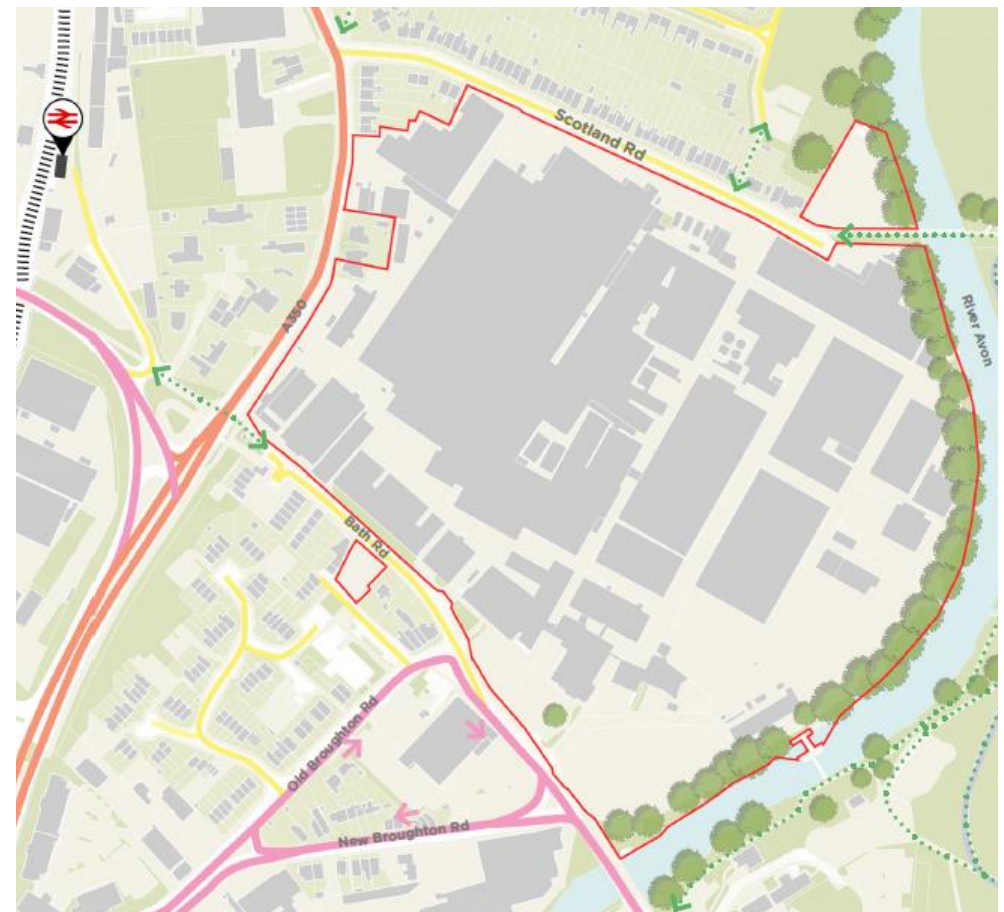 Scotland Rd
A350
River Avon
Bath Rd
Old Broughton Rd
New Broughton Rd